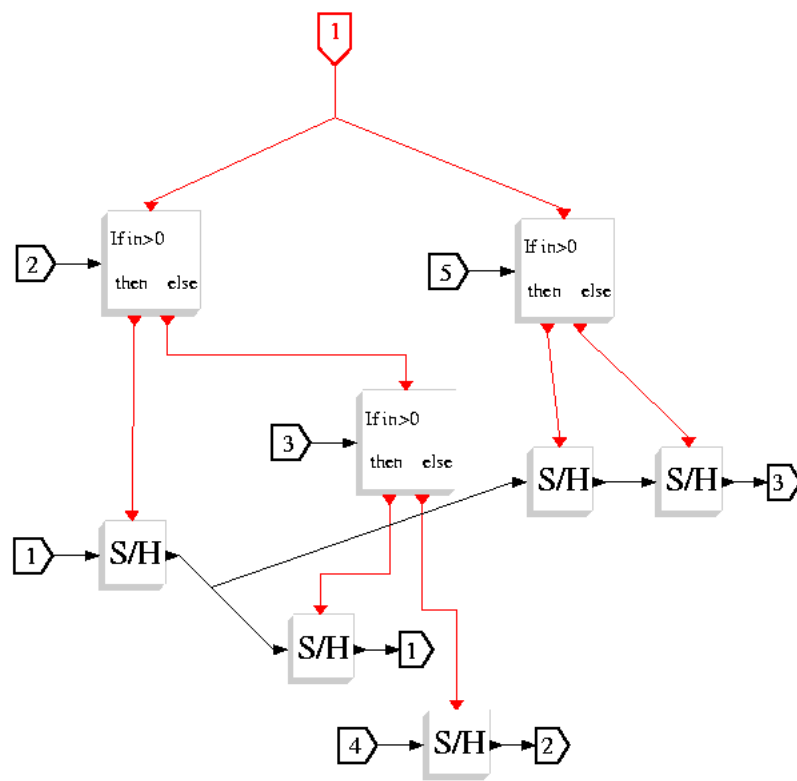 1
If in>0
then else
2
If in>0
then else
5
If in>0
then else
3
S/H
S/H
3
1
S/H
S/H
1
4
S/H
2